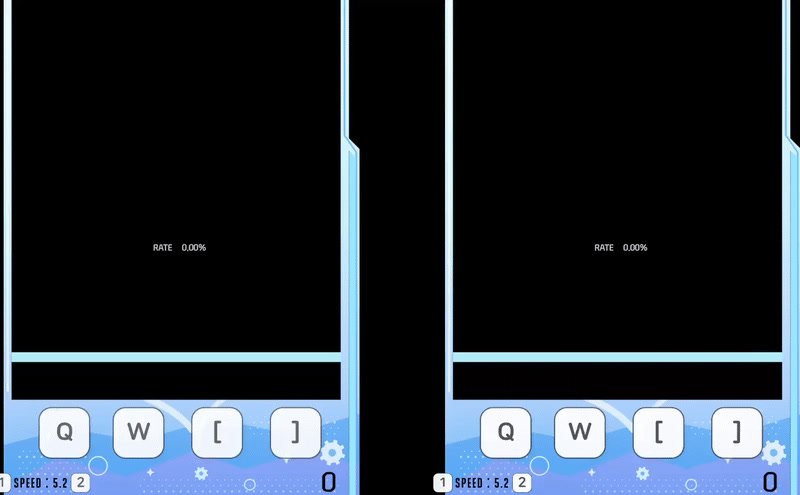 RATE 0.00%
Q W [ ]
1 SPEED : 5.2 2
0
RATE 0.00%
Q W [ ]
1 SPEED : 5.2 2
0